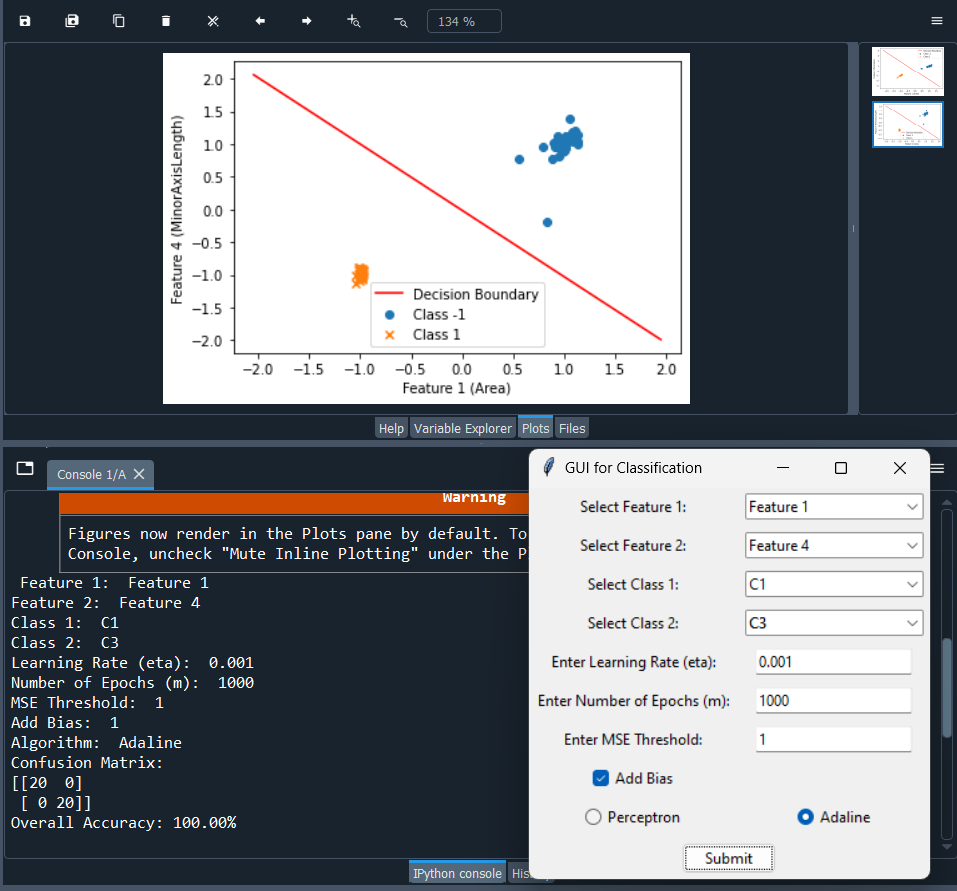 134 %
2.0
1.5
1.0
0.5
0.0
−0.5
−1.0
−1.5
−2.0
Feature 4 (MinorAxisLength)
Decision Boundary
Class -1
Class 1
−2.0 −1.5 −1.0 −0.5 0.0 0.5 1.0 1.5 2.0
Feature 1 (Area)
Help Variable Explorer Plots Files
Console 1/A
Warning
Figures now render in the Plots pane by default. To
Console, uncheck "Mute Inline Plotting" under the P
Feature 1: Feature 1
Feature 2: Feature 4
Class 1: C1
Class 2: C3
Learning Rate (eta): 0.001
Number of Epochs (m): 1000
MSE Threshold: 1
Add Bias: 1
Algorithm: Adaline
Confusion Matrix:
[[20 0]
[ 0 20]]
Overall Accuracy: 100.00%
IPython console
GUI for Classification
Select Feature 1: Feature 1
Select Feature 2: Feature 4
Select Class 1: C1
Select Class 2: C3
Enter Learning Rate (eta): 0.001
Enter Number of Epochs (m): 1000
Enter MSE Threshold: 1
Add Bias
Perceptron Adaline
Submit